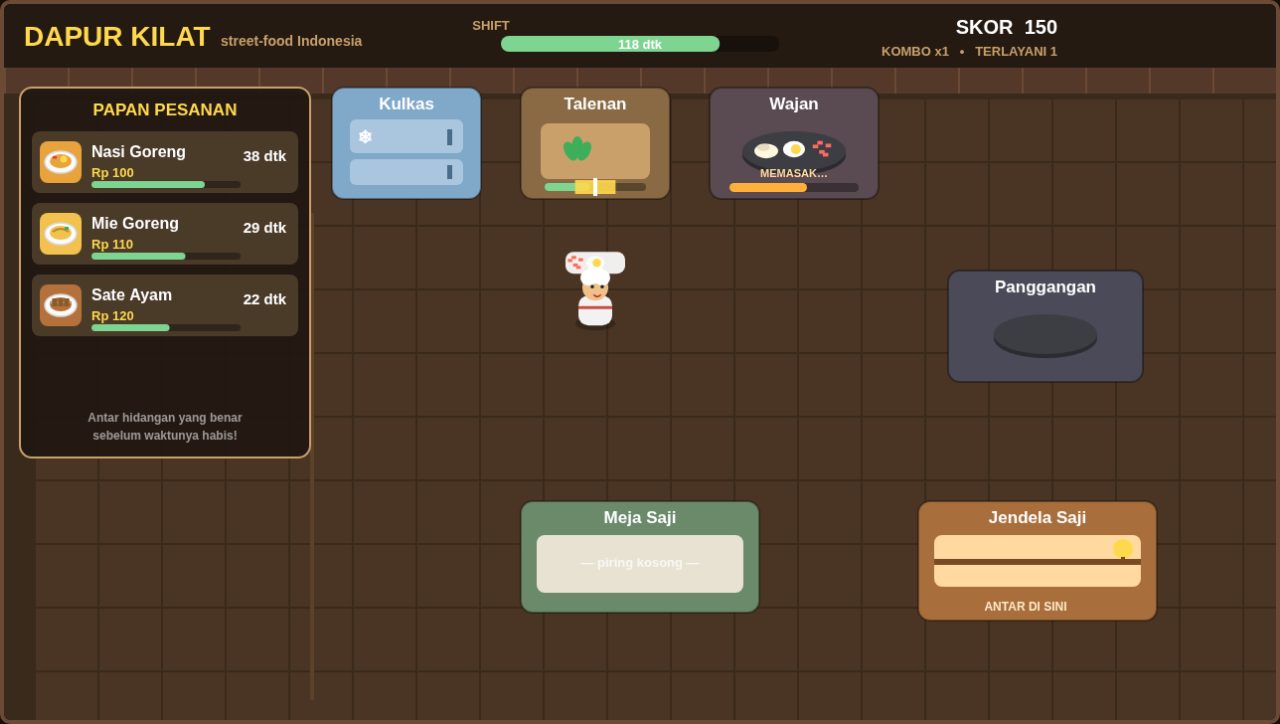 DAPUR KILAT street-food Indonesia
SHIFT
118 dtk
SKOR 150
KOMBO x1 • TERLAYANI 1
PAPAN PESANAN
Nasi Goreng
38 dtk
Rp 100
Mie Goreng
29 dtk
Rp 110
Sate Ayam
22 dtk
Rp 120
Antar hidangan yang benar
sebelum waktunya habis!
Kulkas
Talenan
Wajan
MEMASAK...
Panggangan
Meja Saji
— piring kosong —
Jendela Saji
ANTAR DI SINI